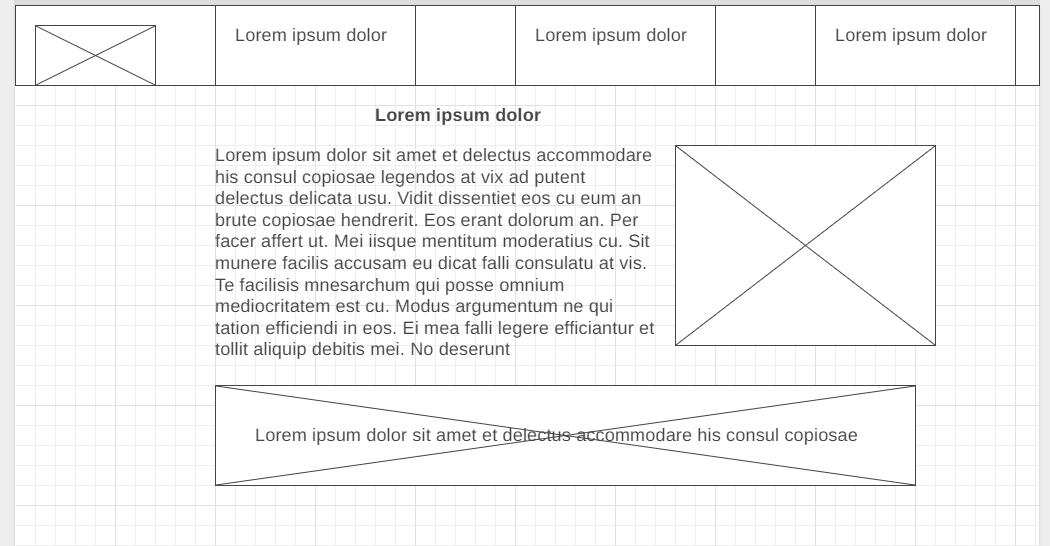 Lorem ipsum dolor
Lorem ipsum dolor
Lorem ipsum dolor
Lorem ipsum dolor
Lorem ipsum dolor sit amet et delectus accommodare
his consul copiosae legendos at vix ad putent
delectus delicata usu. Vidit dissentiet eos cu eum an
brute copiosae hendrerit. Eos erant dolorum an. Per
facer affert ut. Mei iisque mentitum moderatius cu. Sit
munere facilis accusam eu dicat falli consulatu at vis.
Te facilisis mnesarchum qui posse omnium
mediocritatem est cu. Modus argumentum ne qui
tation efficiendi in eos. Ei mea falli legere efficiantur et
tollit aliquip debitis mei. No deserunt
Lorem ipsum dolor sit amet et delectus accommodare his consul copiosae